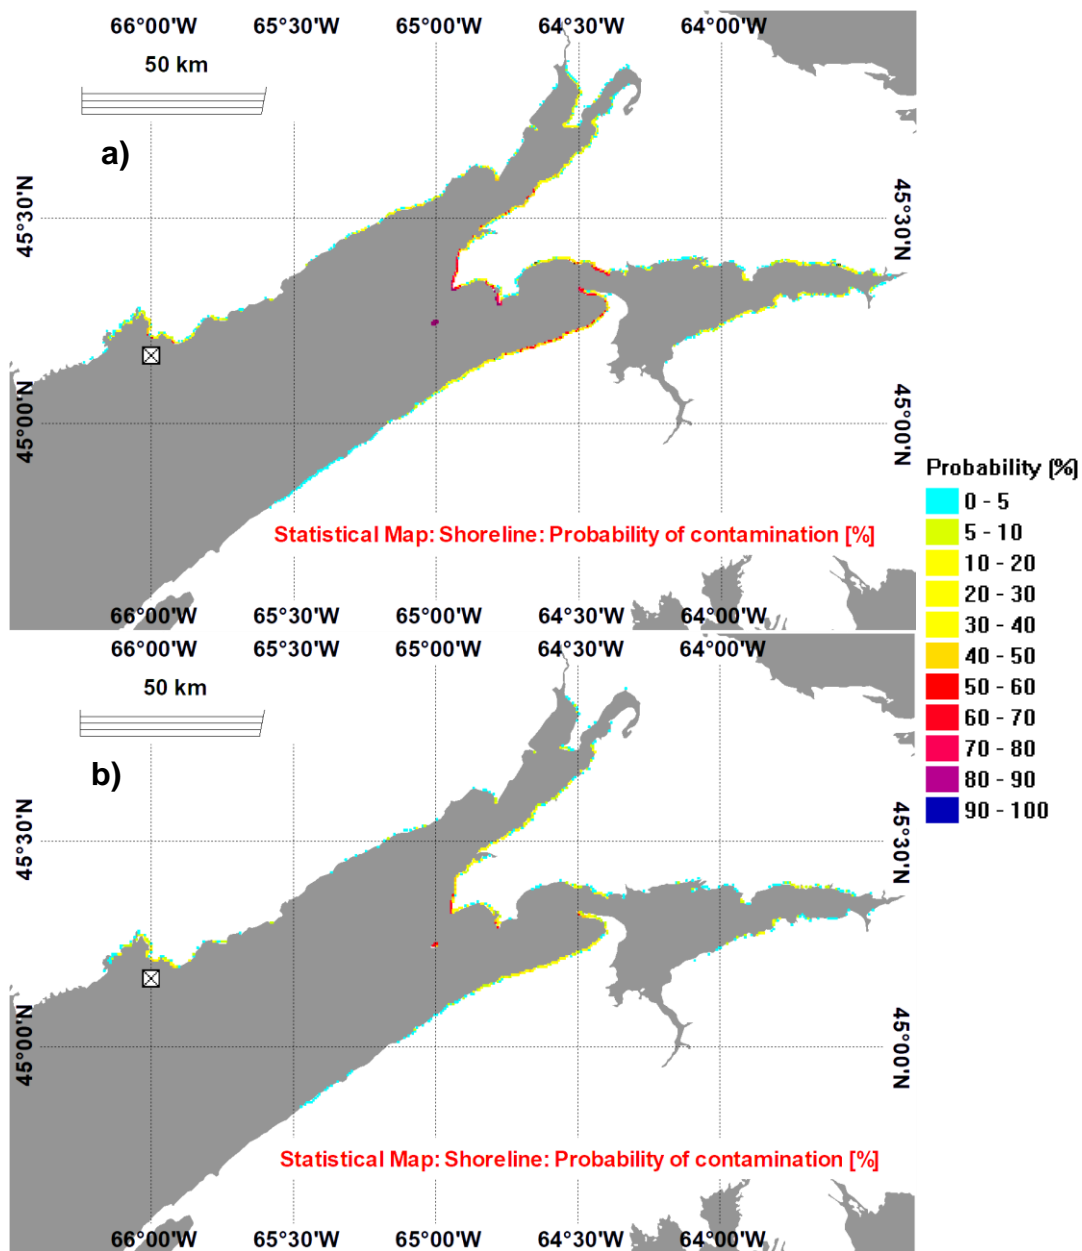 66°00'W 65°30'W 65°00'W 64°30'W 64°00'W
50 km
a)
45°30'N 45°30'N
45°00'N 45°00'N
Statistical Map: Shoreline: Probability of contamination [%]
66°00'W 65°30'W 65°00'W 64°30'W 64°00'W
Probability [%]
0 - 5
5 - 10
10 - 20
20 - 30
30 - 40
40 - 50
50 - 60
60 - 70
70 - 80
80 - 90
90 - 100
66°00'W 65°30'W 65°00'W 64°30'W 64°00'W
50 km
b)
45°30'N 45°30'N
45°00'N 45°00'N
Statistical Map: Shoreline: Probability of contamination [%]
66°00'W 65°30'W 65°00'W 64°30'W 64°00'W